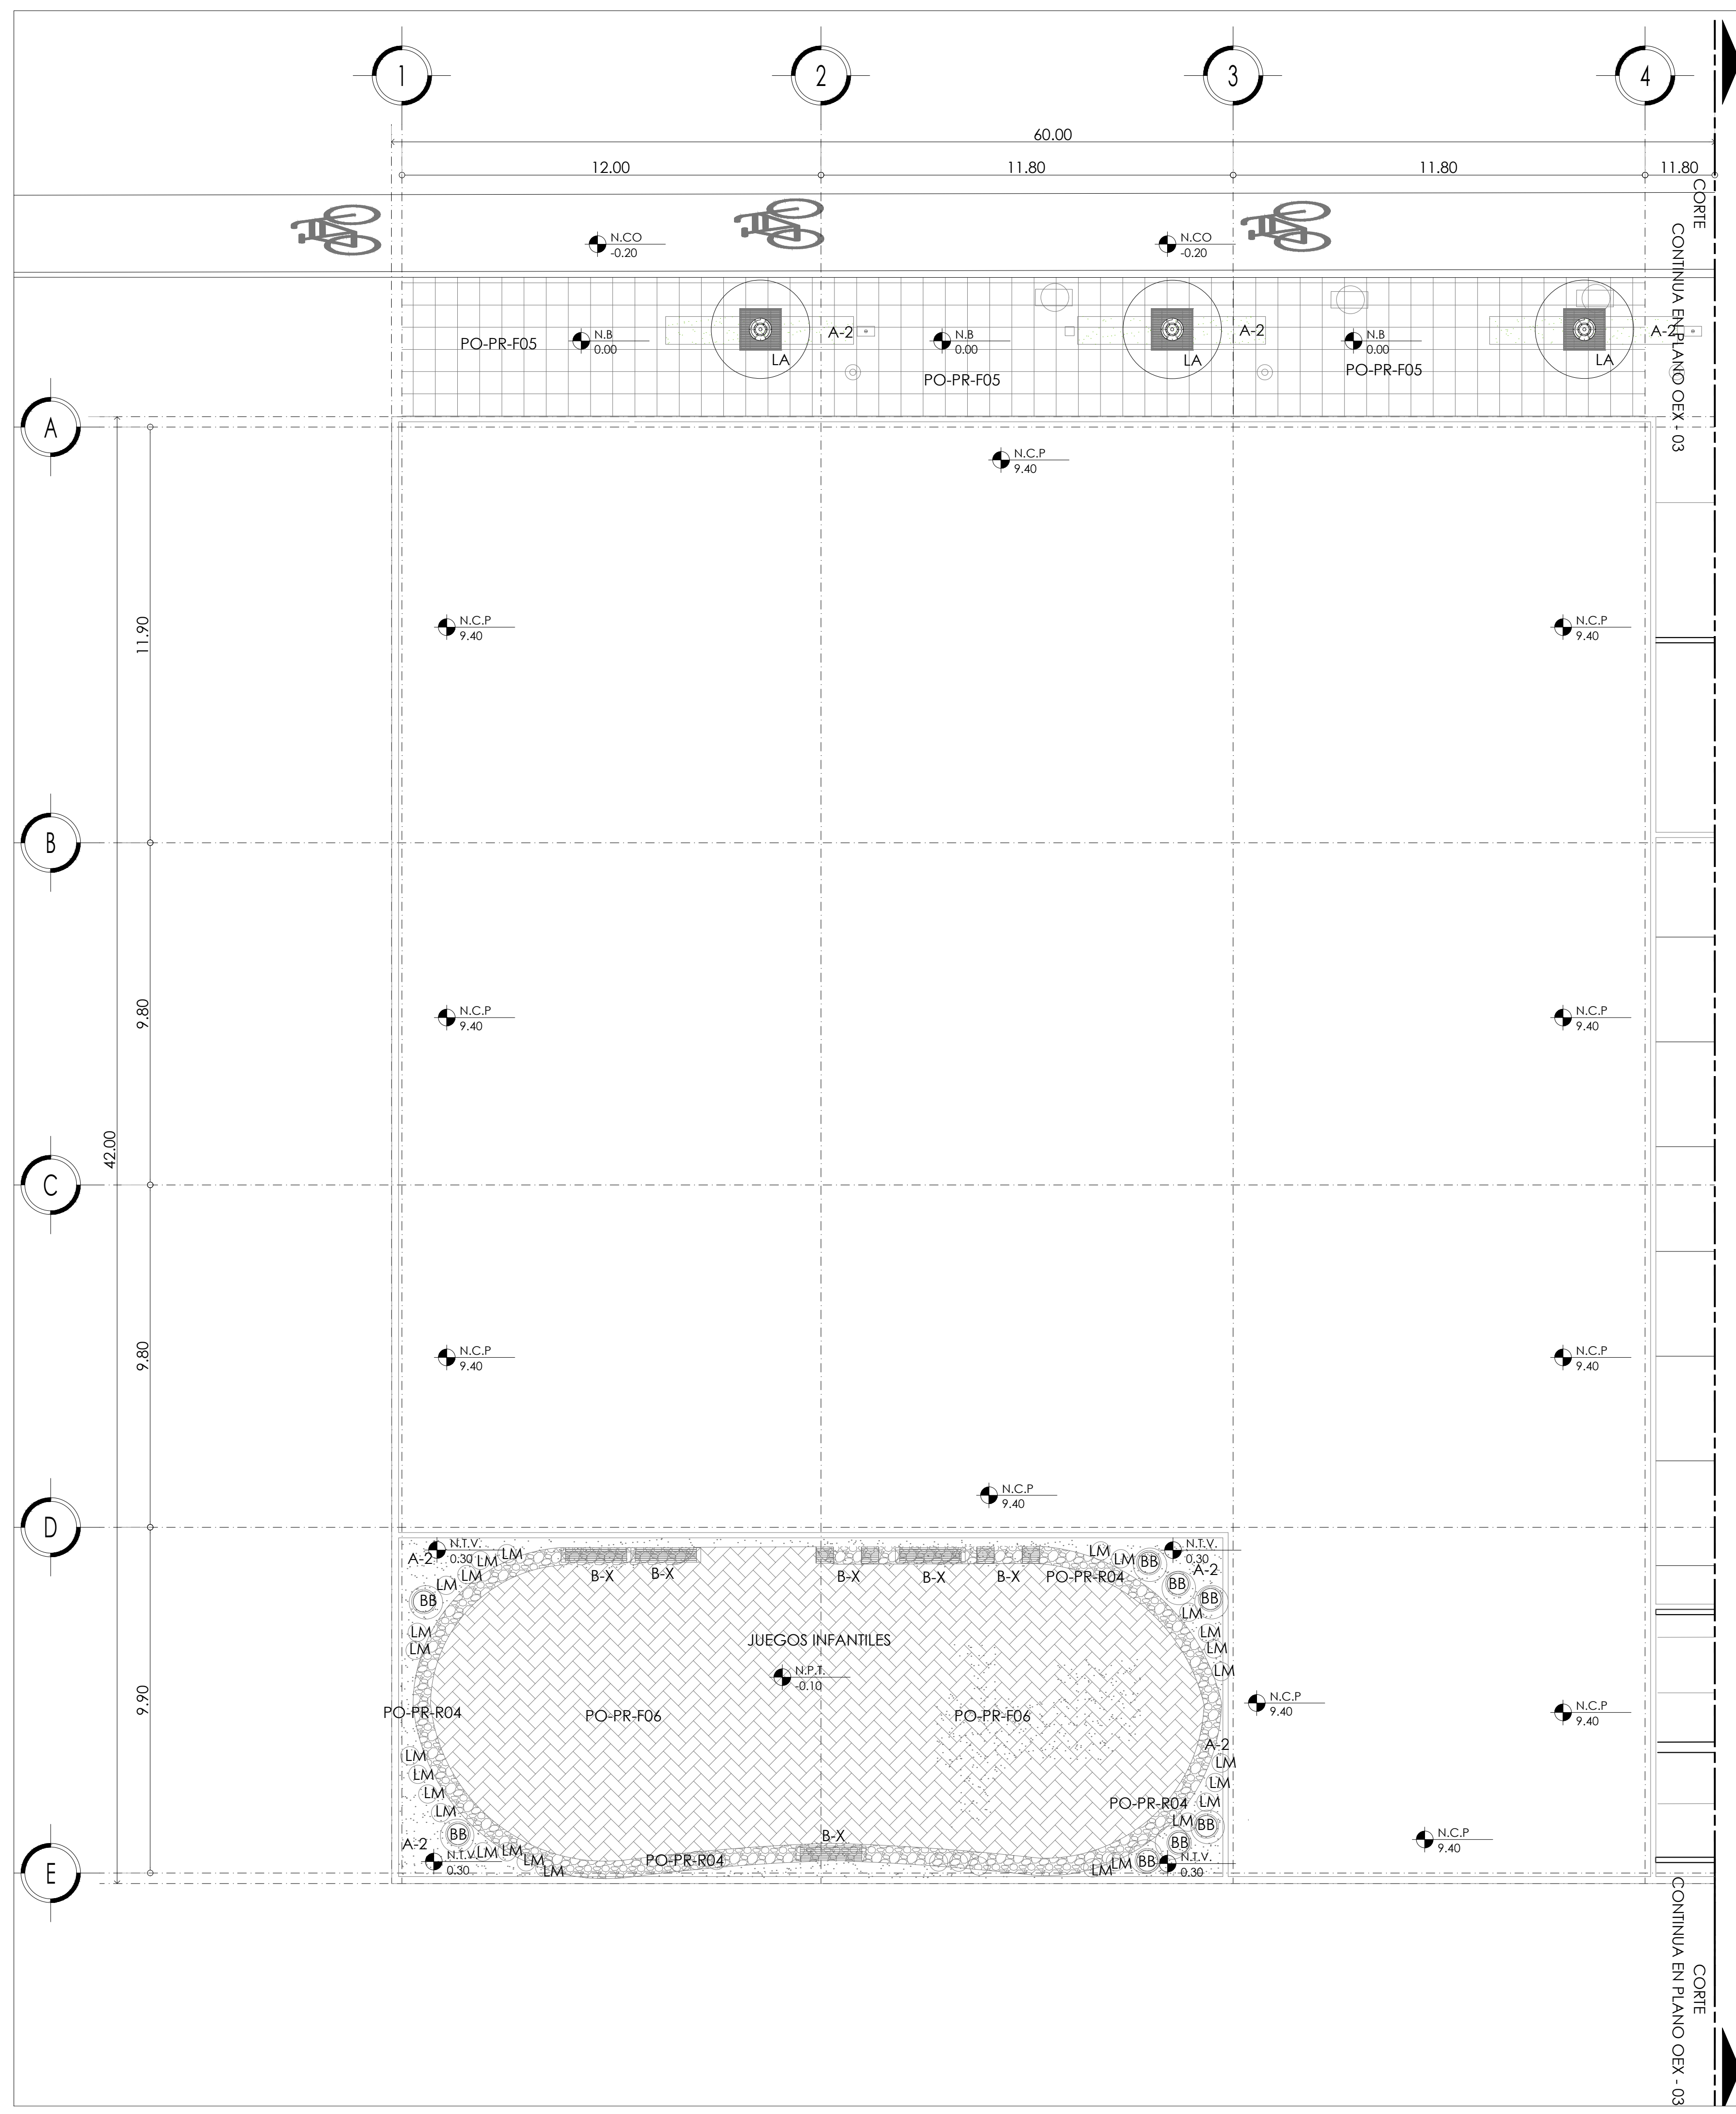 1
2
3
4
60.00
12.00
11.80
11.80
11.80
CORTE
CONTINUA EN PLANO OEX - 03
N.CO
-0.20
N.CO
-0.20
PO-PR-F05
N.B
0.00
LA
A-2
N.B
0.00
PO-PR-F05
LA
A-2
N.B
0.00
PO-PR-F05
LA
A-2
A
N.C.P
9.40
11.90
N.C.P
9.40
N.C.P
9.40
B
9.80
N.C.P
9.40
N.C.P
9.40
42.00
C
9.80
N.C.P
9.40
N.C.P
9.40
N.C.P
9.40
D
N.T.V.
0.30
A-2
LM
LM
LM
LM
BB
LM
LM
B-X
B-X
B-X
B-X
B-X
PO-PR-R04
LM
LM
BB
N.T.V.
0.30
A-2
BB
BB
LM
LM
LM
LM
JUEGOS INFANTILES
N.P.T.
-0.10
9.90
PO-PR-R04
PO-PR-F06
PO-PR-F06
N.C.P
9.40
N.C.P
9.40
LM
LM
LM
LM
A-2
LM
LM
LM
PO-PR-R04
LM
BB
BB
BB
A-2
N.T.V.
0.30
LM
LM
LM
LM
B-X
PO-PR-R04
BB
LM
LM
N.T.V.
0.30
N.C.P
9.40
E
CORTE
CONTINUA EN PLANO OEX - 03